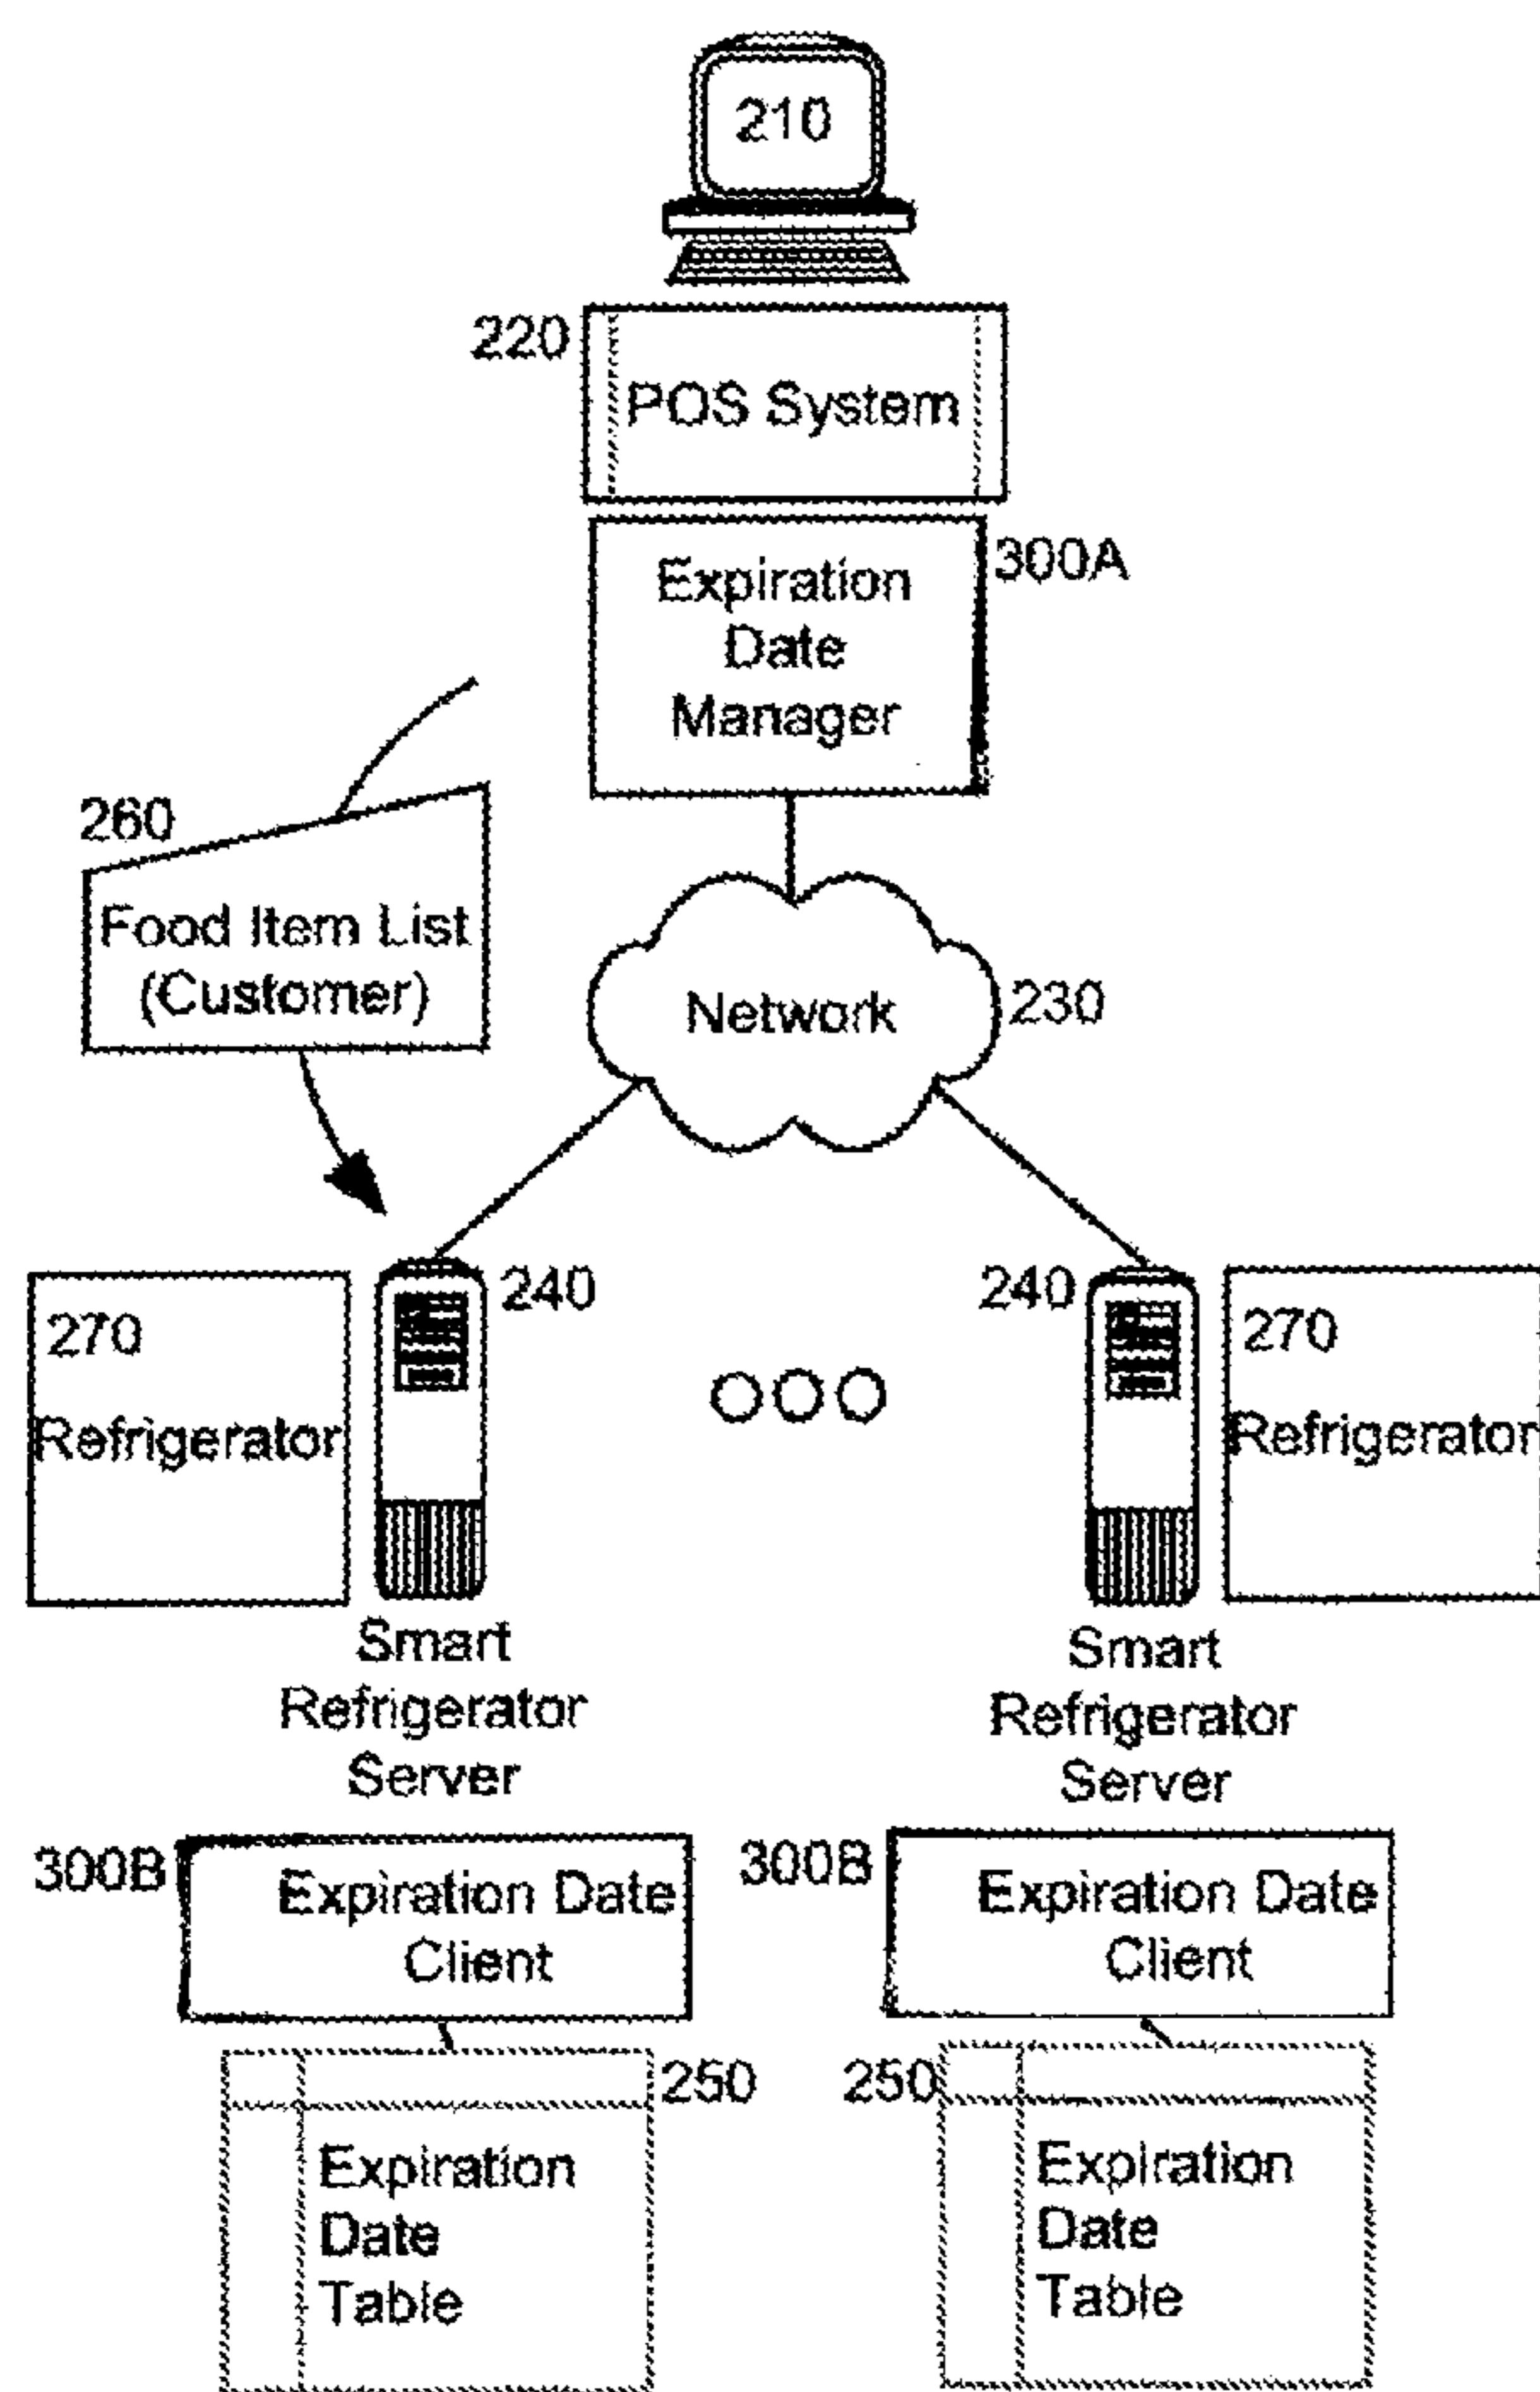 210
220
POS System
300A
Expiration
Date
Manager
260
Food Item List
(Customer)
Network
230
270
Refrigerator
240
240
270
Refrigerator
Smart
Refrigerator
Server
Smart
Refrigerator
Server
300B
Expiration Date
Client
300B
Expiration Date
Client
250
Expiration
Date
Table
250
Expiration
Date
Table